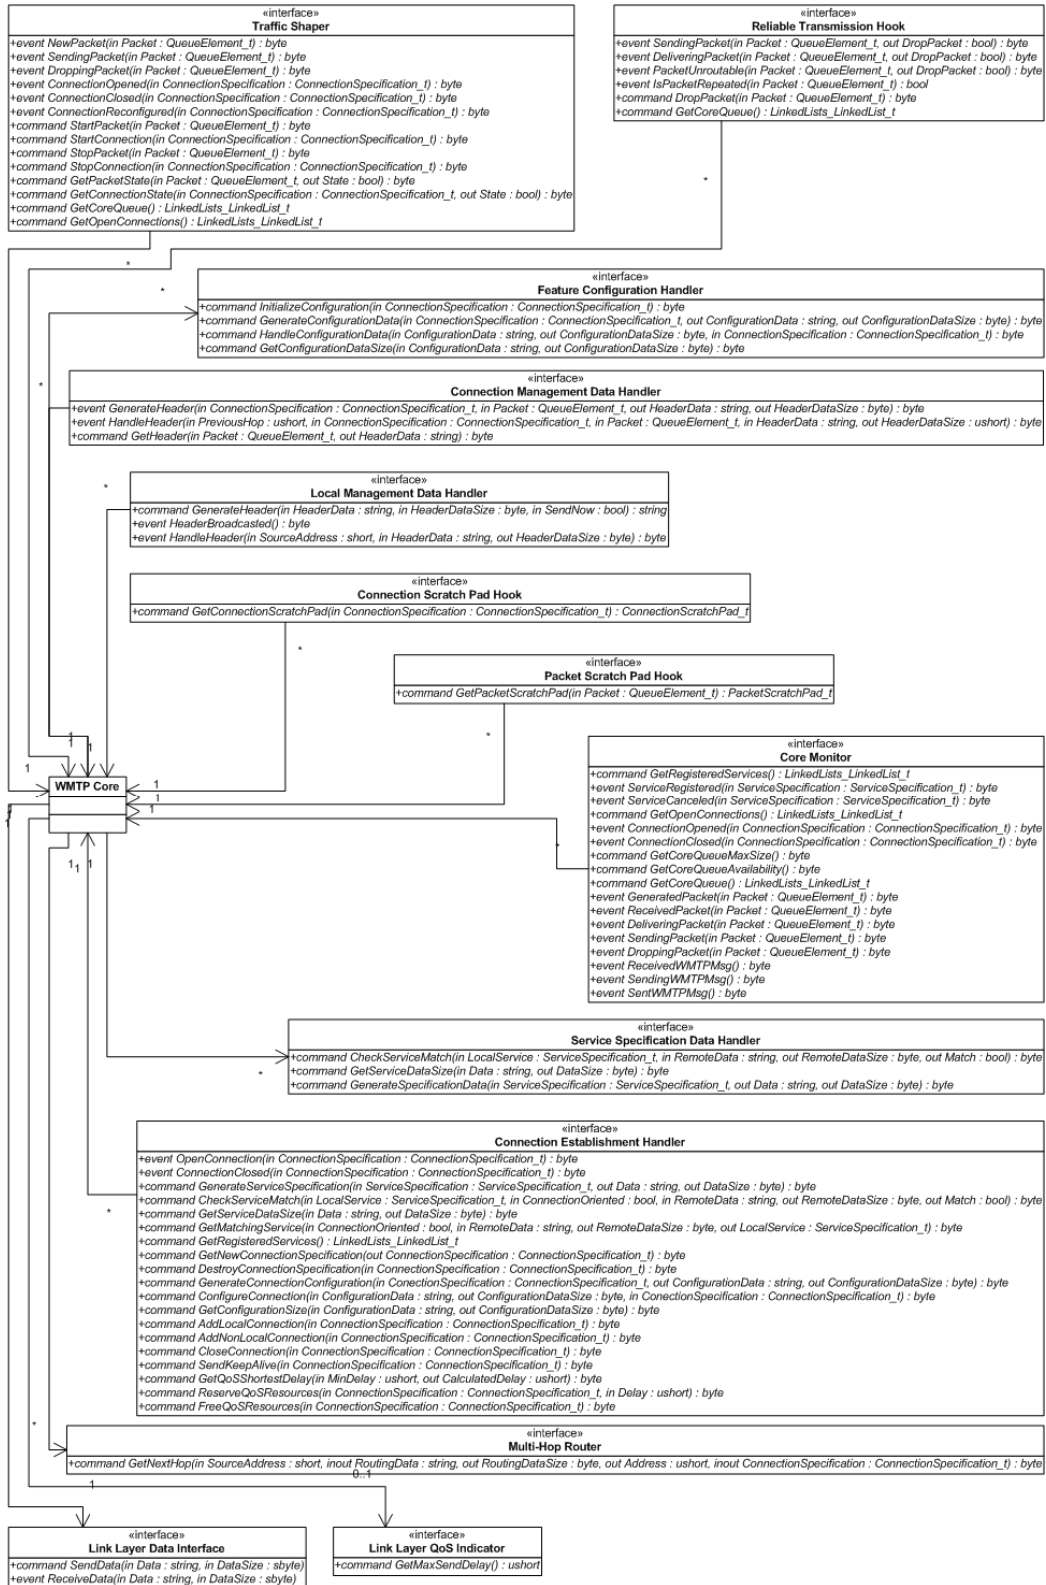 «interface»
Traffic Shaper
+event NewPacket(in Packet : QueueElement_t) : byte
+event SendingPacket(in Packet : QueueElement_t) : byte
+event DroppingPacket(in Packet : QueueElement_t) : byte
+event ConnectionOpened(in ConnectionSpecification : ConnectionSpecification_t) : byte
+event ConnectionClosed(in ConnectionSpecification : ConnectionSpecification_t) : byte
+event ConnectionReconfigured(in ConnectionSpecification : ConnectionSpecification_t) : byte
+command StartPacket(in Packet : QueueElement_t) : byte
+command StartConnection(in ConnectionSpecification : ConnectionSpecification_t) : byte
+command StopPacket(in Packet : QueueElement_t) : byte
+command StopConnection(in ConnectionSpecification : ConnectionSpecification_t) : byte
+command GetPacketState(in Packet : QueueElement_t, out State : bool) : byte
+command GetConnectionState(in ConnectionSpecification : ConnectionSpecification_t, out State : bool) : byte
+command GetCoreQueue() : LinkedLists_LinkedList_t
+command GetOpenConnections() : LinkedLists_LinkedList_t
«interface»
Reliable Transmission Hook
+event SendingPacket(in Packet : QueueElement_t, out DropPacket : bool) : byte
+event DeliveringPacket(in Packet : QueueElement_t, out DropPacket : bool) : byte
+event PacketUnroutable(in Packet : QueueElement_t, out DropPacket : bool) : byte
+event IsPacketRepeated(in Packet : QueueElement_t) : bool
+command DropPacket(in Packet : QueueElement_t) : byte
+command GetCoreQueue() : LinkedLists_LinkedList_t
*
*
*
«interface»
Feature Configuration Handler
+command InitializeConfiguration(in ConnectionSpecification : ConnectionSpecification_t) : byte
+command GenerateConfigurationData(in ConnectionSpecification : ConnectionSpecification_t, out ConfigurationData : string, out ConfigurationDataSize : byte) : byte
+command HandleConfigurationData(in ConfigurationData : string, out ConfigurationDataSize : byte, in ConnectionSpecification : ConnectionSpecification_t) : byte
+command GetConfigurationDataSize(in ConfigurationData : string, out ConfigurationDataSize : byte) : byte
*
«interface»
Connection Management Data Handler
+event GenerateHeader(in ConnectionSpecification : ConnectionSpecification_t, in Packet : QueueElement_t, out HeaderData : string, out HeaderDataSize : byte) : byte
+event HandleHeader(in PreviousHop : ushort, in ConnectionSpecification : ConnectionSpecification_t, in Packet : QueueElement_t, in HeaderData : string, out HeaderDataSize : ushort) : byte
+command GetHeader(in Packet : QueueElement_t, out HeaderData : string) : byte
*
«interface»
Local Management Data Handler
+command GenerateHeader(in HeaderData : string, in HeaderDataSize : byte, in SendNow : bool) : string
+event HeaderBroadcasted() : byte
+event HandleHeader(in SourceAddress : short, in HeaderData : string, out HeaderDataSize : byte) : byte
«interface»
Connection Scratch Pad Hook
+command GetConnectionScratchPad(in ConnectionSpecification : ConnectionSpecification_t) : ConnectionScratchPad_t
*
«interface»
Packet Scratch Pad Hook
+command GetPacketScratchPad(in Packet : QueueElement_t) : PacketScratchPad_t
*
1
1
1
1
WMTP Core
1
1
1
1
«interface»
Core Monitor
+command GetRegisteredServices() : LinkedLists_LinkedList_t
+event ServiceRegistered(in ServiceSpecification : ServiceSpecification_t) : byte
+event ServiceCanceled(in ServiceSpecification : ServiceSpecification_t) : byte
+command GetOpenConnections() : LinkedLists_LinkedList_t
+event ConnectionOpened(in ConnectionSpecification : ConnectionSpecification_t) : byte
+event ConnectionClosed(in ConnectionSpecification : ConnectionSpecification_t) : byte
+command GetCoreQueueMaxSize() : byte
+command GetCoreQueueAvailability() : byte
+command GetCoreQueue() : LinkedLists_LinkedList_t
+event GeneratedPacket(in Packet : QueueElement_t) : byte
+event ReceivedPacket(in Packet : QueueElement_t) : byte
+event DeliveringPacket(in Packet : QueueElement_t) : byte
+event SendingPacket(in Packet : QueueElement_t) : byte
+event DroppingPacket(in Packet : QueueElement_t) : byte
+event ReceivedWMTPMsg() : byte
+event SendingWMTPMsg() : byte
+event SentWMTPMsg() : byte
*
1
1
1
«interface»
Service Specification Data Handler
+command CheckServiceMatch(in LocalService : ServiceSpecification_t, in RemoteData : string, out RemoteDataSize : byte, out Match : bool) : byte
+command GetServiceDataSize(in Data : string, out DataSize : byte) : byte
+command GenerateSpecificationData(in ServiceSpecification : ServiceSpecification_t, out Data : string, out DataSize : byte) : byte
*
«interface»
Connection Establishment Handler
+event OpenConnection(in ConnectionSpecification : ConnectionSpecification_t) : byte
+event ConnectionClosed(in ConnectionSpecification : ConnectionSpecification_t) : byte
+command GenerateServiceSpecification(in ServiceSpecification : ServiceSpecification_t, out Data : string, out DataSize : byte) : byte
+command CheckServiceMatch(in LocalService : ServiceSpecification_t, in ConnectionOriented : bool, in RemoteData : string, out RemoteDataSize : byte, out Match : bool) : byte
+command GetServiceDataSize(in Data : string, out DataSize : byte) : byte
+command GetMatchingService(in ConnectionOriented : bool, in RemoteData : string, out RemoteDataSize : byte, out LocalService : ServiceSpecification_t) : byte
+command GetRegisteredServices() : LinkedLists_LinkedList_t
+command GetNewConnectionSpecification(out ConnectionSpecification : ConnectionSpecification_t) : byte
+command DestroyConnectionSpecification(in ConnectionSpecification : ConnectionSpecification_t) : byte
+command GenerateConnectionConfiguration(in ConectionSpecification : ConnectionSpecification_t, out ConfigurationData : string, out ConfigurationDataSize : byte) : byte
+command ConfigureConnection(in ConfigurationData : string, out ConfigurationDataSize : byte, in ConectionSpecification : ConnectionSpecification_t) : byte
+command GetConfigurationSize(in ConfigurationData : string, out ConfigurationDataSize : byte) : byte
+command AddLocalConnection(in ConnectionSpecification : ConnectionSpecification_t) : byte
+command AddNonLocalConnection(in ConnectionSpecification : ConnectionSpecification_t) : byte
+command CloseConnection(in ConnectionSpecification : ConnectionSpecification_t) : byte
+command SendKeepAlive(in ConnectionSpecification : ConnectionSpecification_t) : byte
+command GetQoSShortestDelay(in MinDelay : ushort, out CalculatedDelay : ushort) : byte
+command ReserveQoSResources(in ConnectionSpecification : ConnectionSpecification_t, in Delay : ushort) : byte
+command FreeQoSResources(in ConnectionSpecification : ConnectionSpecification_t) : byte
*
*
«interface»
Multi-Hop Router
+command GetNextHop(in SourceAddress : short, inout RoutingData : string, out RoutingDataSize : byte, out Address : ushort, inout ConnectionSpecification : ConnectionSpecification_t) : byte
0..1
1
«interface»
Link Layer Data Interface
+command SendData(in Data : string, in DataSize : sbyte)
+event ReceiveData(in Data : string, in DataSize : sbyte)
«interface»
Link Layer QoS Indicator
+command GetMaxSendDelay() : ushort